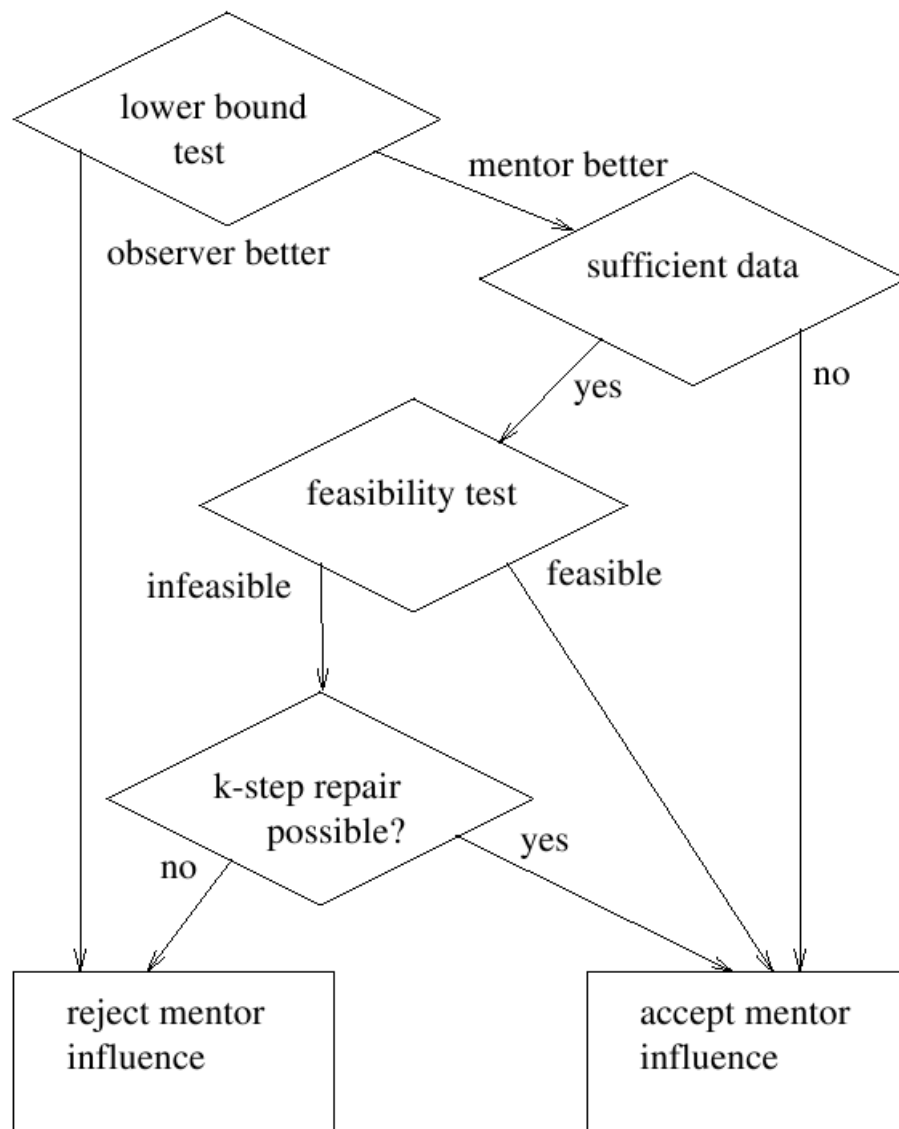 lower bound
test
mentor better
observer better
sufficient data
yes
no
feasibility test
infeasible
feasible
k-step repair
possible?
no
yes
reject mentor
influence
accept mentor
influence